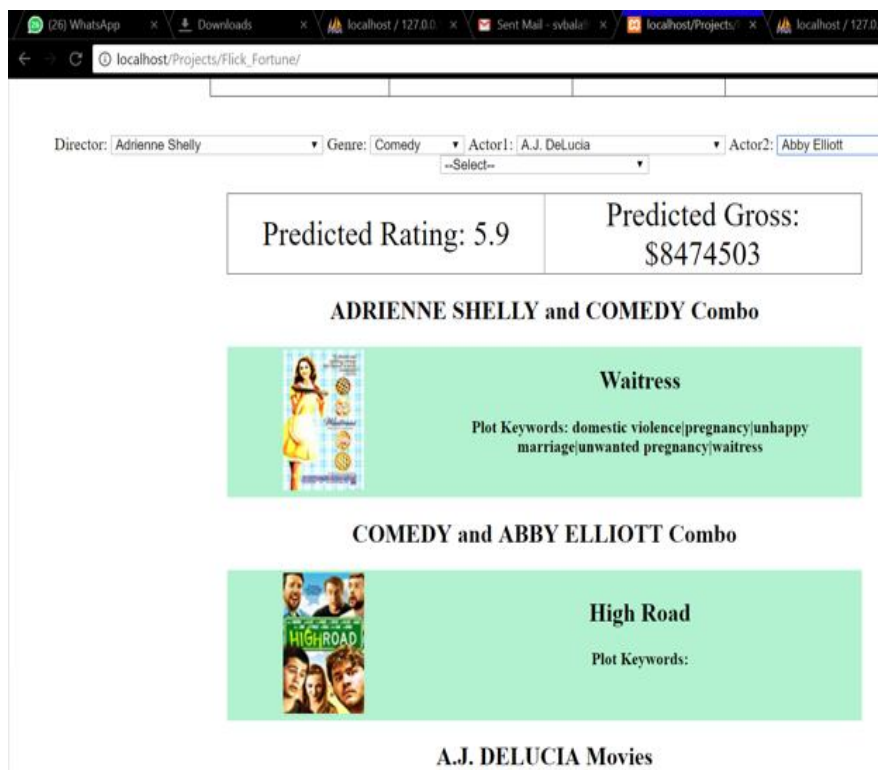 (26) WhatsApp × Downloads × localhost / 127.0.0. × Sent Mail - svbala × localhost/Projects/ × localhost / 127.0.
localhost/Projects/Flick_Fortune/
Director: Adrienne Shelly Genre: Comedy Actor1: A.J. DeLucia Actor2: Abby Elliott
--Select--
Predicted Rating: 5.9
Predicted Gross:
$8474503
ADRIENNE SHELLY and COMEDY Combo
Waitress
Waitress
Plot Keywords: domestic violence|pregnancy|unhappy
marriage|unwanted pregnancy|waitress
COMEDY and ABBY ELLIOTT Combo
HIGH ROAD
High Road
Plot Keywords:
A.J. DELUCIA Movies